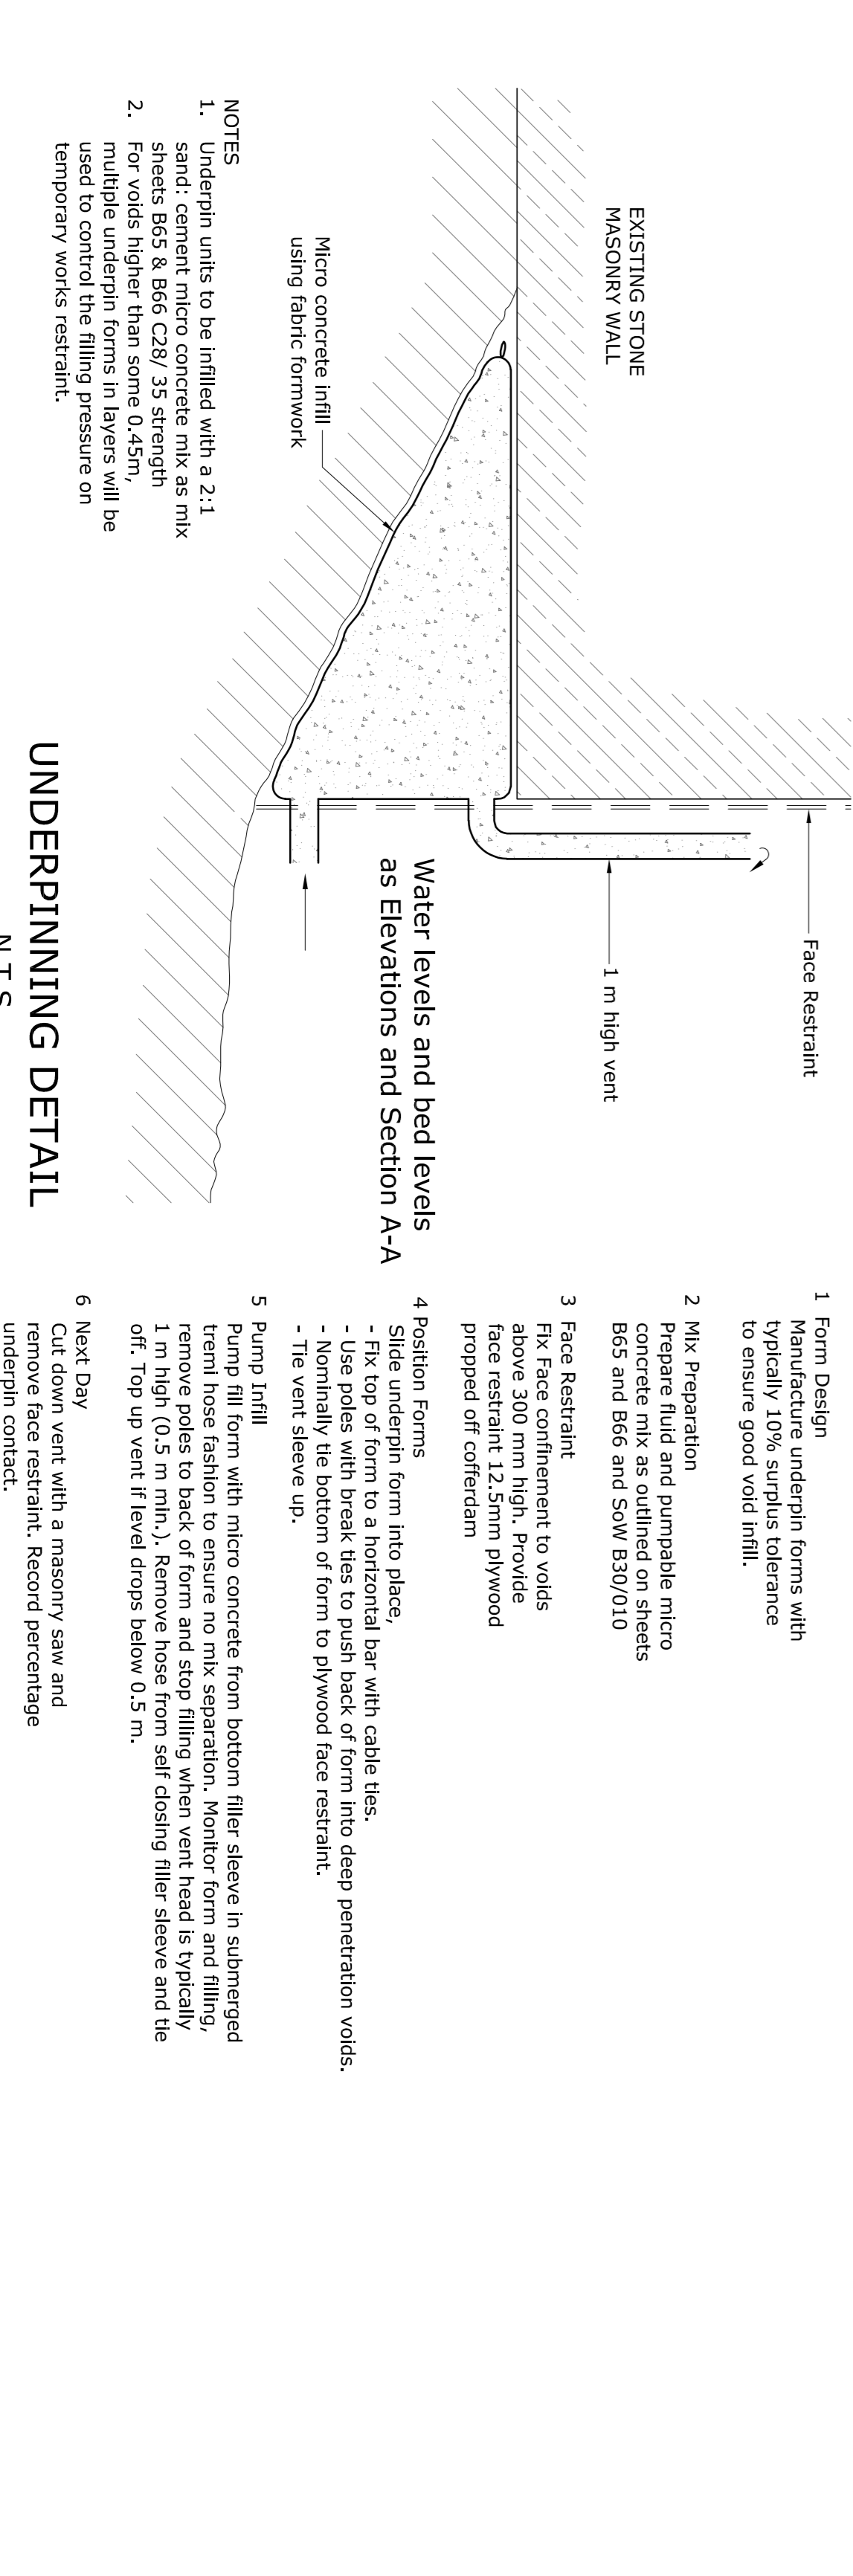 EXISTING STONE
MASONRY WALL
Face Restraint
1 m high vent
Water levels and bed levels
as Elevations and Section A-A
Micro concrete infill
using fabric formwork
NOTES
1. Underpin units to be infilled with a 2:1
sand: cement micro concrete mix as mix
sheets B65 & B66 C28/ 35 strength
2. For voids higher than some 0.45m,
multiple underpin forms in layers will be
used to control the filling pressure on
temporary works restraint.
UNDERPINNING DETAIL
N T S
1 Form Design
Manufacture underpin forms with
typically 10% surplus tolerance
to ensure good void infill.
2 Mix Preparation
Prepare fluid and pumpable micro
concrete mix as outlined on sheets
B65 and B66 and SoW B30/010
3 Face Restraint
Fix Face confinement to voids
above 300 mm high. Provide
face restraint 12.5mm plywood
propped off cofferdam
4 Position Forms
Slide underpin form into place,
- Fix top of form to a horizontal bar with cable ties.
- Use poles with break ties to push back of form into deep penetration voids.
- Nominally tie bottom of form to plywood face restraint.
- Tie vent sleeve up.
5 Pump Infill
Pump fill form with micro concrete from bottom filler sleeve in submerged
tremi hose fashion to ensure no mix separation. Monitor form and filling,
remove poles to back of form and stop filling when vent head is typically
1 m high (0.5 m min.). Remove hose from self closing filler sleeve and tie
off. Top up vent if level drops below 0.5 m.
6 Next Day
Cut down vent with a masonry saw and
remove face restraint. Record percentage
underpin contact.